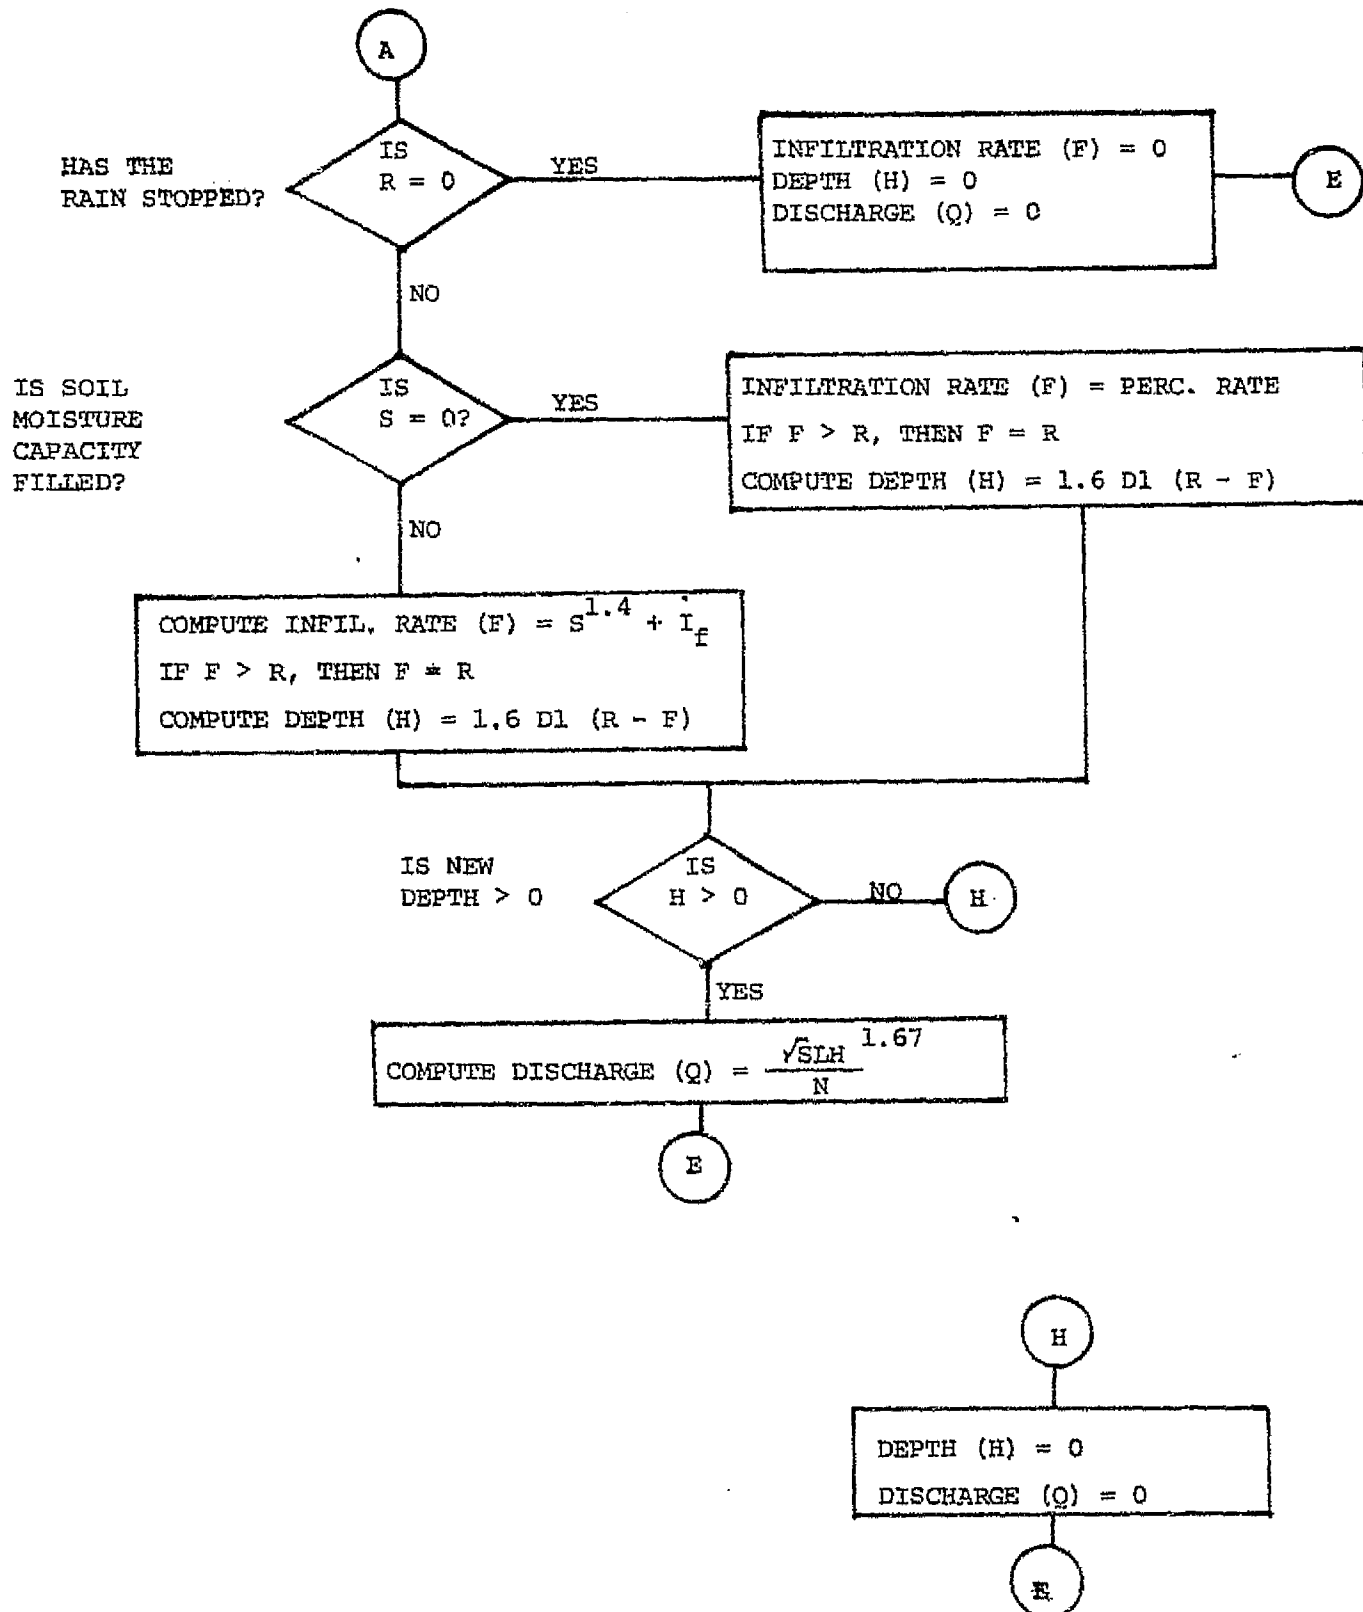 A
HAS THE
RAIN STOPPED?
IS
R = 0
YES
INFILTRATION RATE (F) = 0
DEPTH (H) = 0
DISCHARGE (Q) = 0
E
NO
IS SOIL
MOISTURE
CAPACITY
FILLED?
IS
S = 0?
YES
INFILTRATION RATE (F) = PERC. RATE
IF F > R, THEN F = R
COMPUTE DEPTH (H) = 1.6 D1 (R - F)
NO
COMPUTE INFIL. RATE (F) = S^1.4 + I_f
IF F > R, THEN F = R
COMPUTE DEPTH (H) = 1.6 D1 (R - F)
IS NEW
DEPTH > 0
IS
H > 0
NO
H
YES
COMPUTE DISCHARGE (Q) = √SLH^1.67 / N
E
H
DEPTH (H) = 0
DISCHARGE (Q) = 0
E